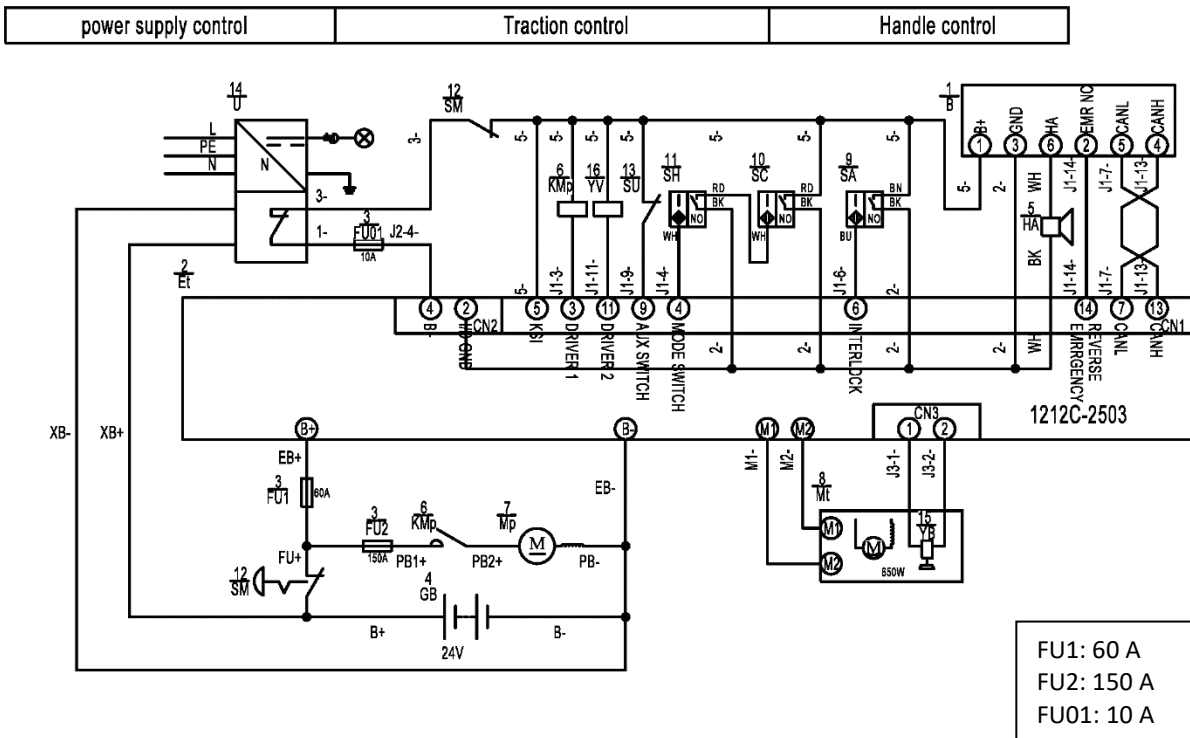 power supply control
Traction control
Handle control
14
U
L
PE
N
N
3-
1-
3
FU01
10A
J2-4-
3-
12
SM
5-
5-
5-
5-
5-
5-
5-
5-
6
KMp
16
YV
13
SU
11
SH
RD
BK
NO
WH
10
SC
RD
BK
NO
WH
9
SA
BN
BK
NO
BU
1
B
B+
GND
HA
EMR NC
CANL
CANH
1
3
6
2
5
4
5-
2-
WH
J1-14-
J1-7-
J1-13-
5
HA
BK
WH
J1-14-
J1-7-
J1-13-
2
Et
5-
J1-3-
J1-11-
J1-9-
J1-4-
J1-6-
2-
4
2
5
3
11
9
4
6
14
7
13
B-
CN2
KSI
DRIVER 1
DRIVER 2
AUX SWITCH
MODE SWITCH
INTERLOCK
REVERSE
EMRRGENCY
CANL
CANH
CN1
2-
2-
2-
2-
1212C-2503
XB-
XB+
B+
B-
M1
M2
CN3
1
2
EB+
EB-
M1-
M2-
J3-1-
J3-2-
3
FU1
60A
3
FU2
150A
6
KMp
7
Mp
M
FU+
PB1+
PB2+
PB-
12
SM
4
GB
B+
B-
24V
8
Mt
M1
M2
M
650W
15
YB
FU1: 60 A
FU2: 150 A
FU01: 10 A